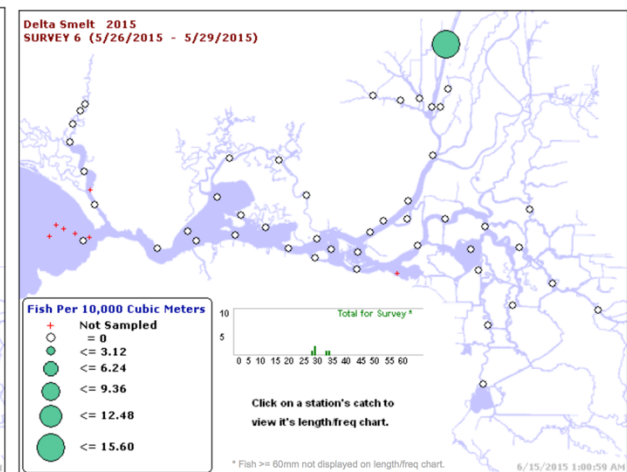 Delta Smelt 2015
SURVEY 6 (5/26/2015 - 5/29/2015)
Fish Per 10,000 Cubic Meters
Not Sampled
= 0
<= 3.12
<= 6.24
<= 9.36
<= 12.48
<= 15.60
Total for Survey *
10
5
0 5 10 15 20 25 30 35 40 45 50 55 60
Click on a station's catch to
view it's length/freq chart.
* Fish >= 60mm not displayed on length/freq chart.
6/15/2015 1:00:59 AM